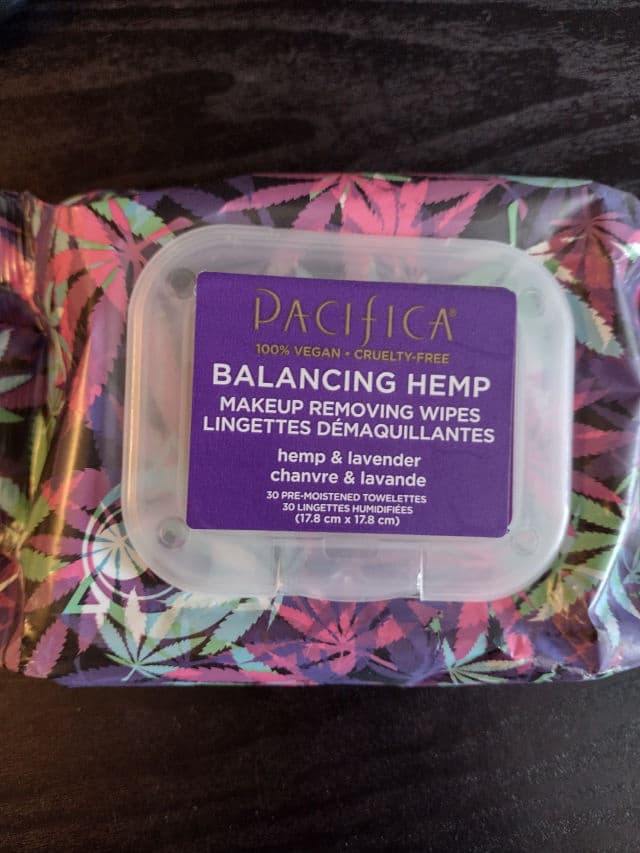 PACIFICA®
100% VEGAN • CRUELTY-FREE
BALANCING HEMP
MAKEUP REMOVING WIPES
LINGETTES DÉMAQUILLANTES
hemp & lavender
chanvre & lavande
30 PRE-MOISTENED TOWELETTES
30 LINGETTES HUMIDIFIÉES
(17.8 cm x 17.8 cm)